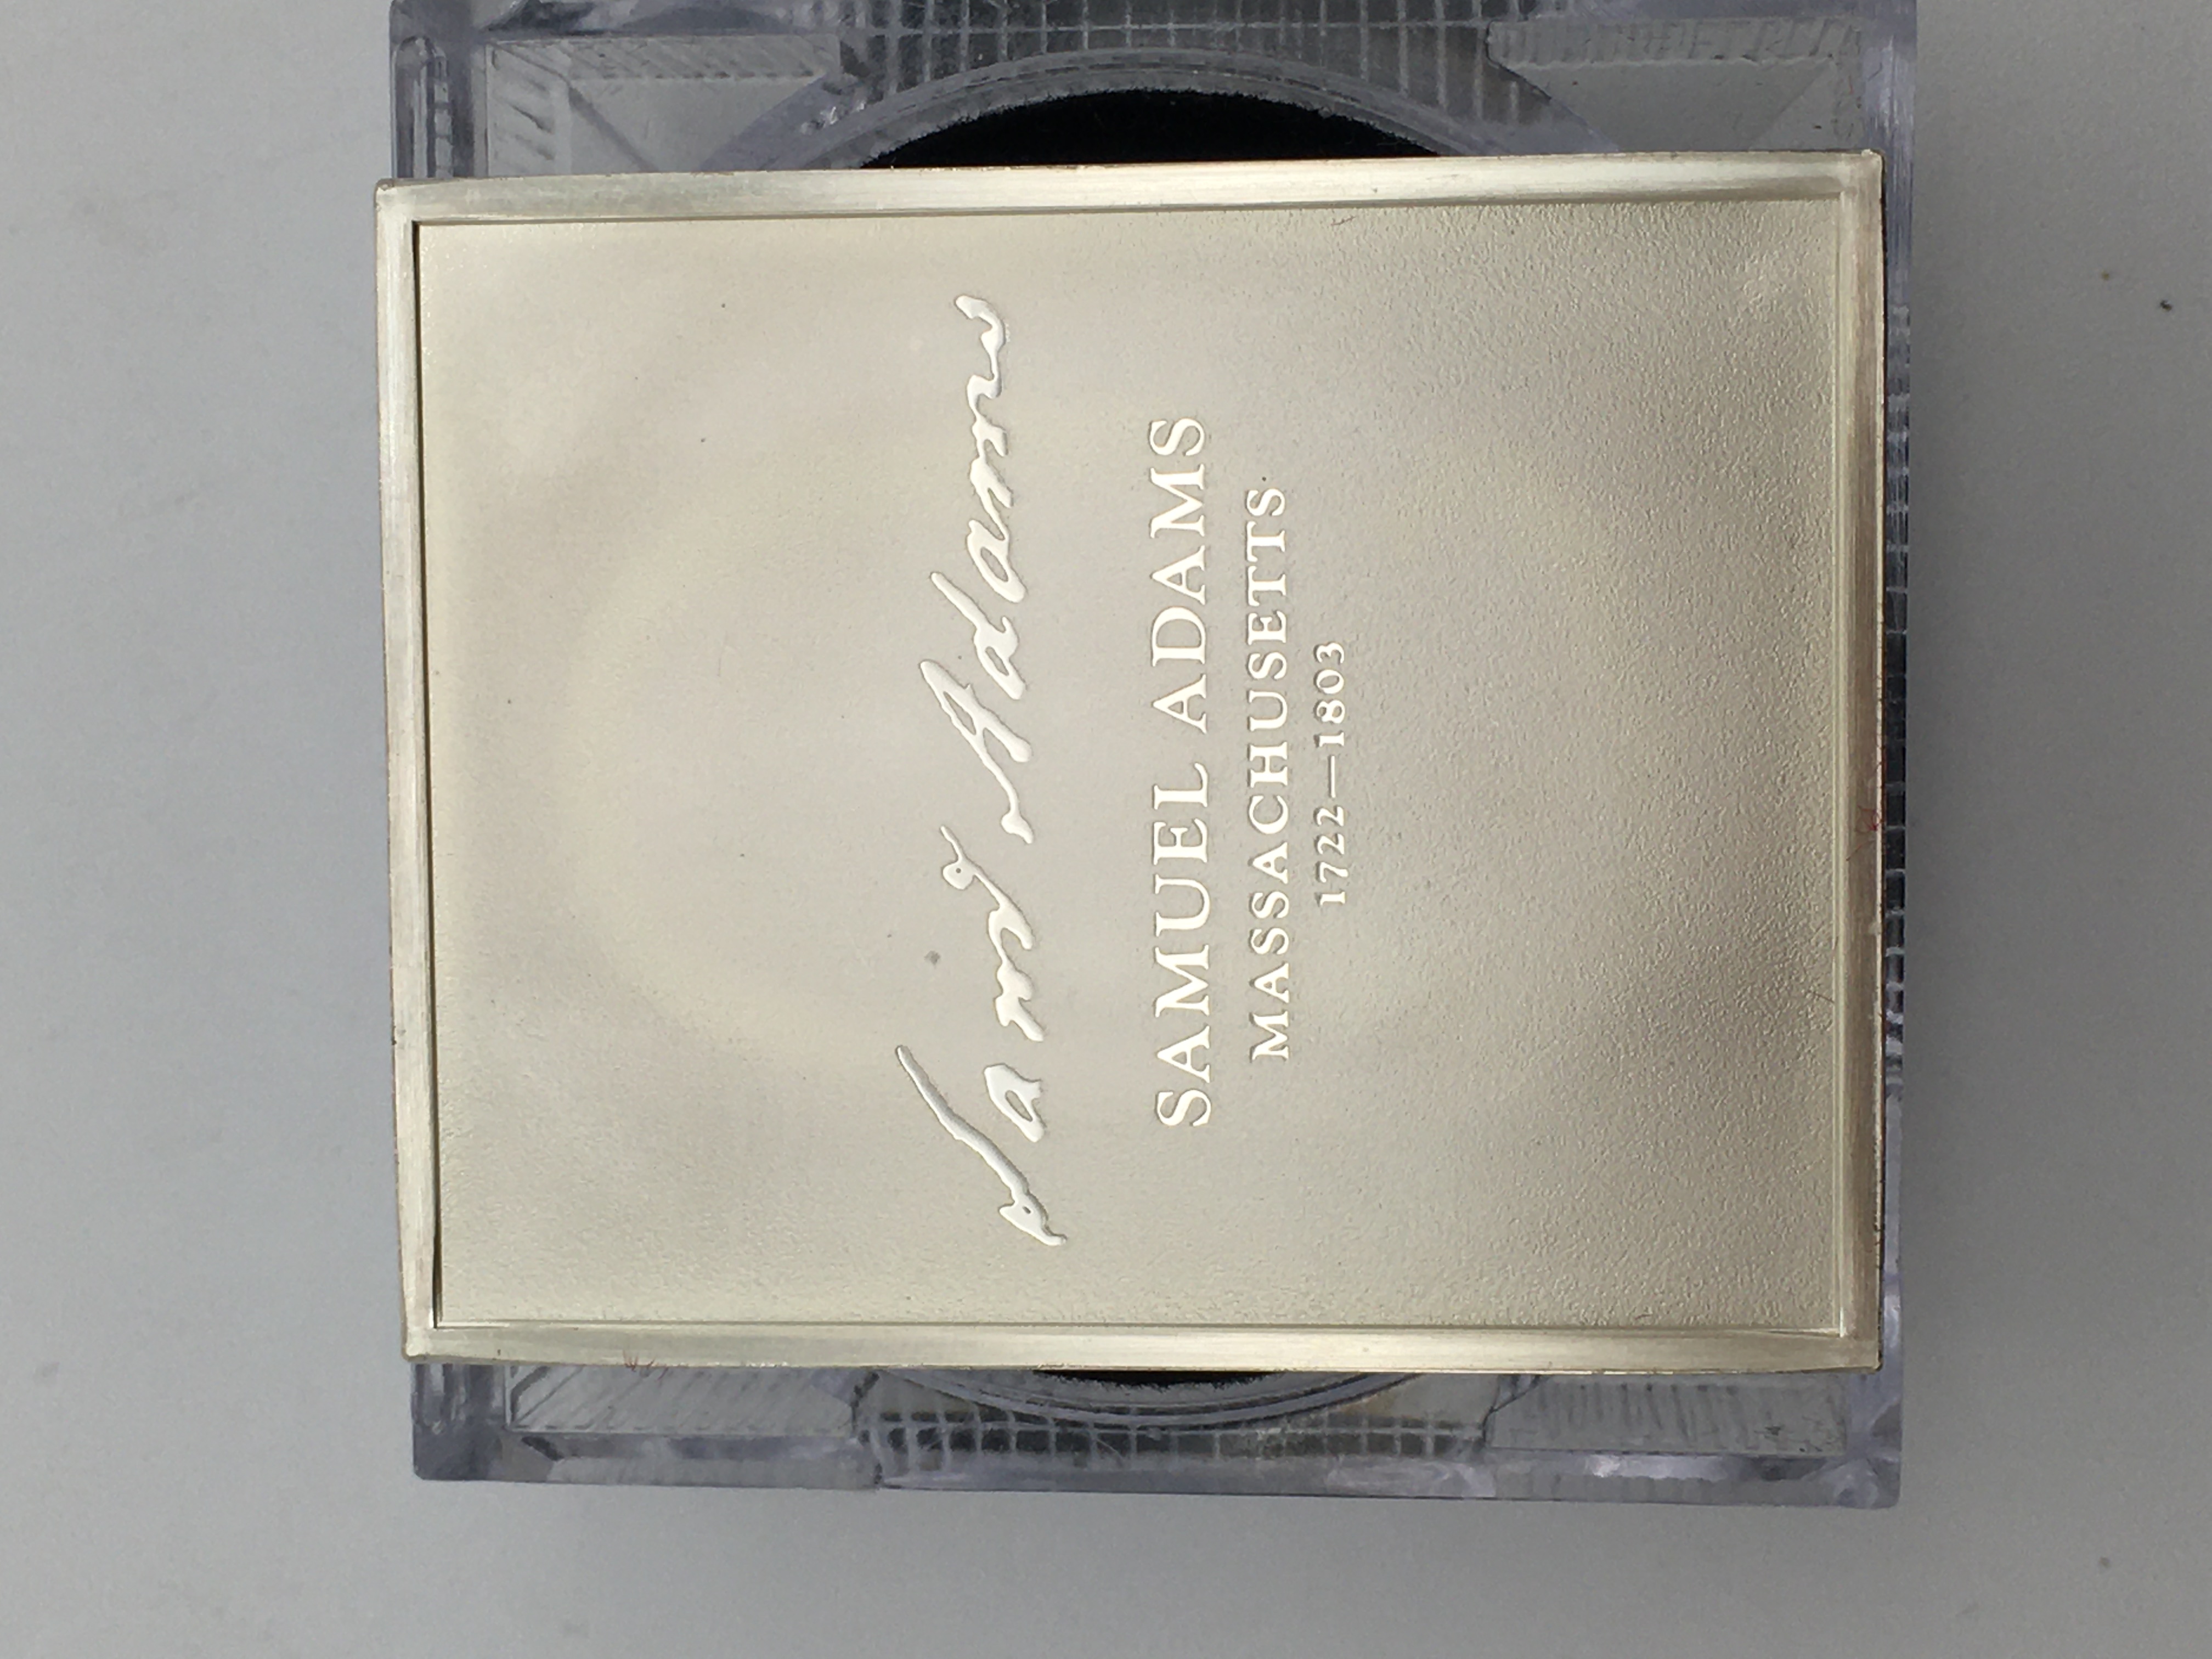 Saml Adams
SAMUEL ADAMS
MASSACHUSETTS
1722—1803